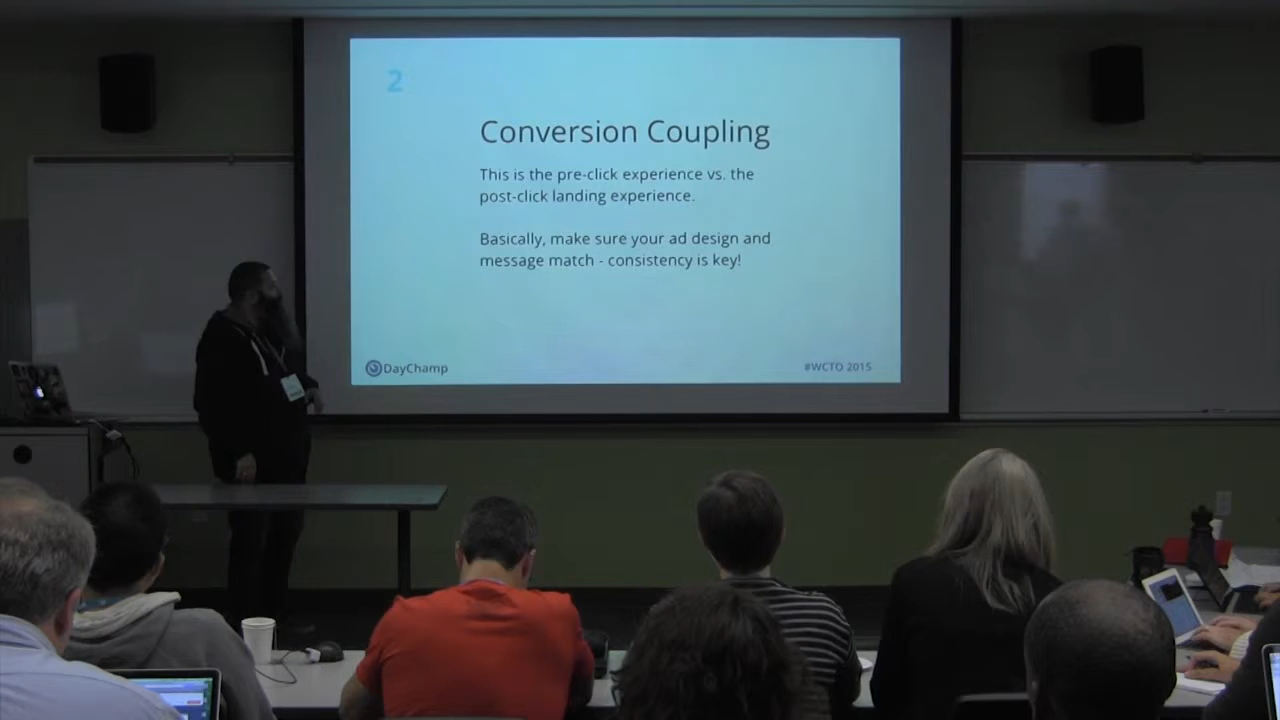 2
Conversion Coupling
This is the pre-click experience vs. the
post-click landing experience.
Basically, make sure your ad design and
message match - consistency is key!
DayChamp
#WCTO 2015